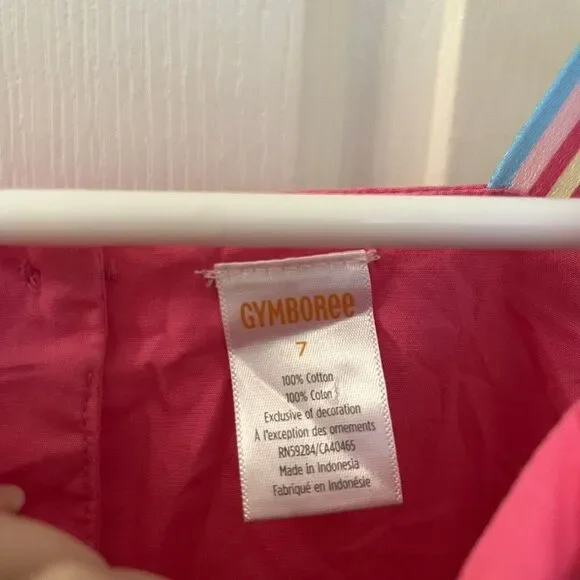 GYMBOREE
7
100% Cotton
100% Coton
Exclusive of decoration
À l'exception des ornements
RN59284/CA40465
Made in Indonesia
Fabriqué en Indonésie